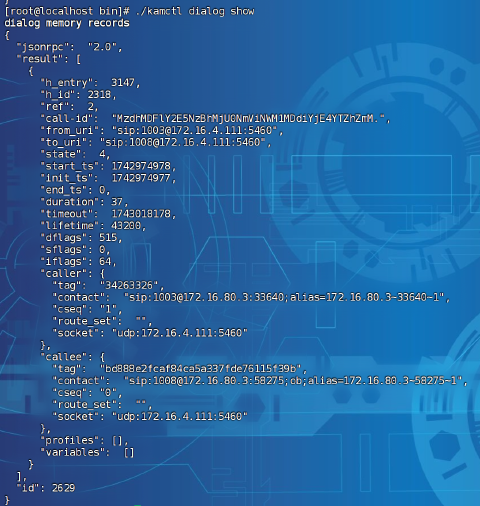 [root@localhost bin]# ./kamctl dialog show
dialog memory records
{
  "jsonrpc":  "2.0",
  "result": [
    {
      "h_entry":  3147,
      "h_id": 2318,
      "ref":  2,
      "call-id":
      "from_uri": "sip:1003@172.16.4.111:5460",
      "to_uri": "sip:1008@172.16.4.111:5460",
      "state":  4,
      "start_ts": 1742974978,
      "init_ts":  1742974977,
      "end_ts": 0,
      "duration": 37,
      "timeout":  1743018178,
      "lifetime": 43200,
      "dflags": 515,
      "sflags": 0,
      "iflags": 64,
      "caller": {
        "tag":  "34263326",
        "contact":  "sip:1003@172.16.80.3:33640;alias=172.16.80.3~33640~1",
        "cseq": "1",
        "route_set":  "",
        "socket": "udp:172.16.4.111:5460"
      },
      "callee": {
        "tag":  "bd888e2fcaf84ca5a337fde76115f39b",
        "contact":  "sip:1008@172.16.80.3:58275;ob;alias=172.16.80.3~58275~1",
        "cseq": "0",
        "route_set":  "",
        "socket": "udp:172.16.4.111:5460"
      },
      "profiles": [],
      "variables":  []
    }
  ],
  "id": 2629
}